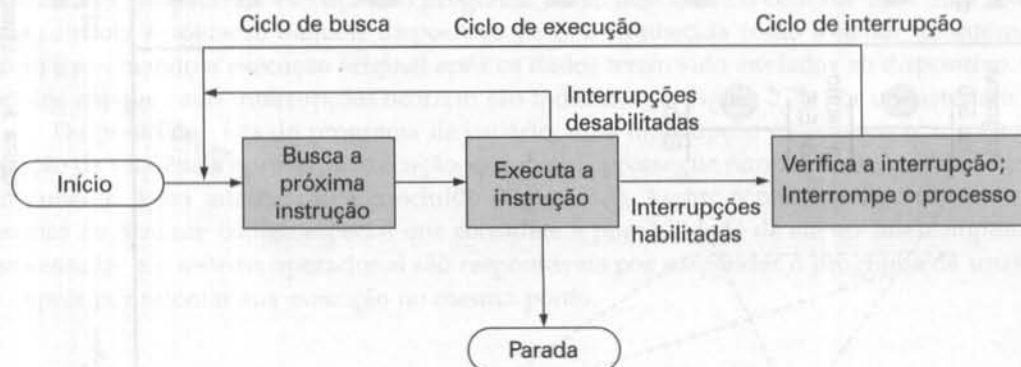 Ciclo de busca
Ciclo de execução
Ciclo de interrupção
Interrupções
desabilitadas
Início
Busca a
próxima
instrução
Executa a
instrução
Interrupções
habilitadas
Verifica a interrupção;
Interrompe o processo
Parada